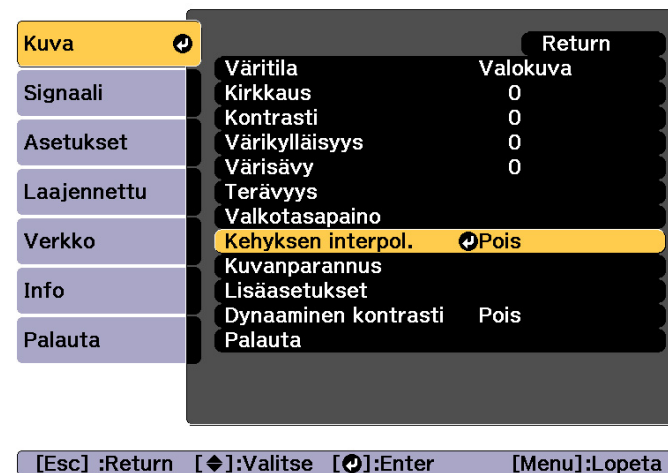 Kuva
Signaali
Asetukset
Laajennettu
Verkko
Info
Palauta
Return
Väritila Valokuva
Kirkkaus 0
Kontrasti 0
Värikylläisyys 0
Värisävy 0
Terävyys
Valkotasapaino
Kehyksen interpol. Pois
Kuvanparannus
Lisäasetukset
Dynaaminen kontrasti Pois
Palauta
[Esc] :Return [◆]:Valitse [↵]:Enter [Menu]:Lopeta